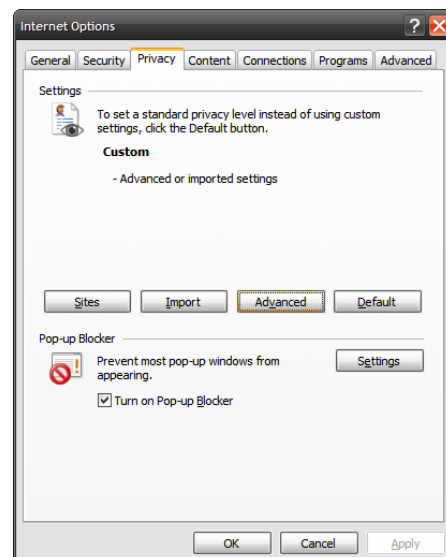 Internet Options
?
General Security Privacy Content Connections Programs Advanced
Settings
To set a standard privacy level instead of using custom
settings, click the Default button.
Custom
- Advanced or imported settings
Sites Import Advanced Default
Pop-up Blocker
Prevent most pop-up windows from
appearing.
Settings
Turn on Pop-up Blocker
OK Cancel Apply